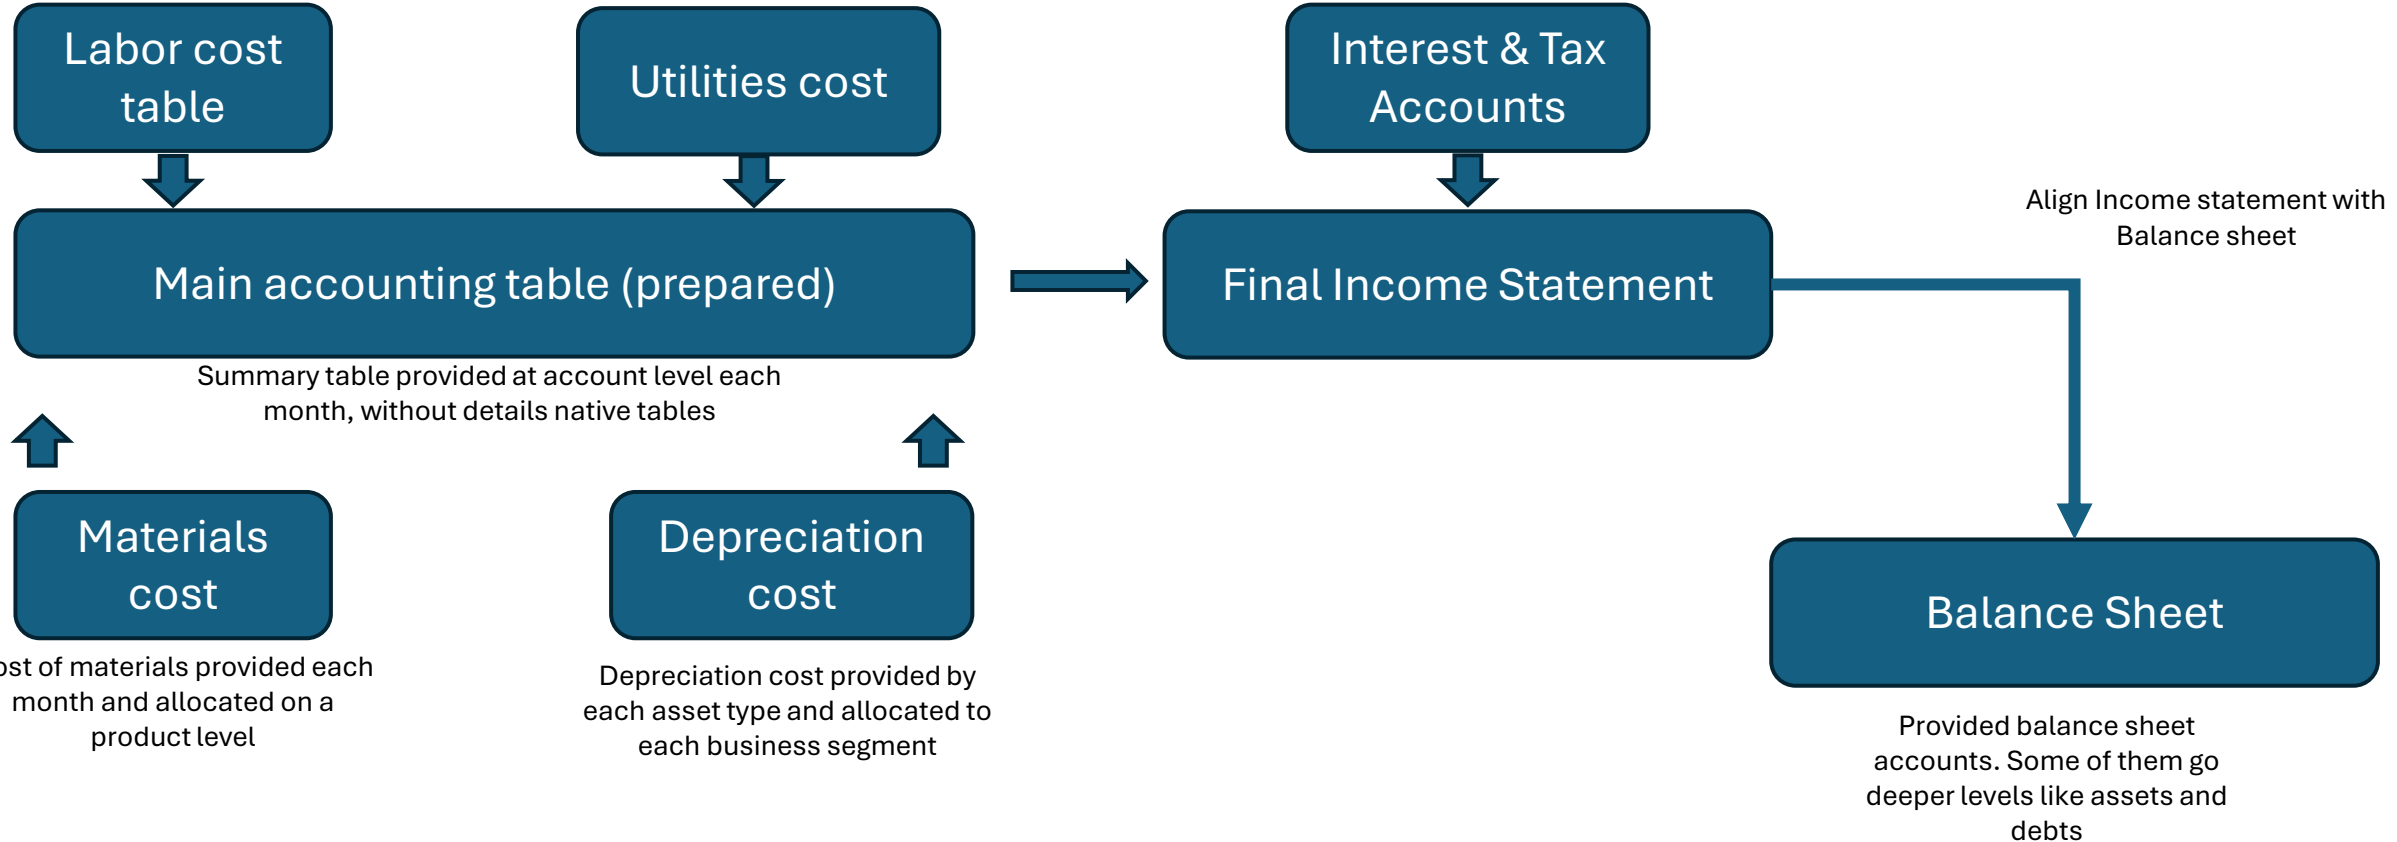 Labor cost
table
Utilities cost
Interest & Tax
Accounts
Align Income statement with
Balance sheet
Main accounting table (prepared)
Final Income Statement
Summary table provided at account level each
month, without details native tables
Materials
cost
Depreciation
cost
Balance Sheet
ost of materials provided each
month and allocated on a
product level
Depreciation cost provided by
each asset type and allocated to
each business segment
Provided balance sheet
accounts. Some of them go
deeper levels like assets and
debts